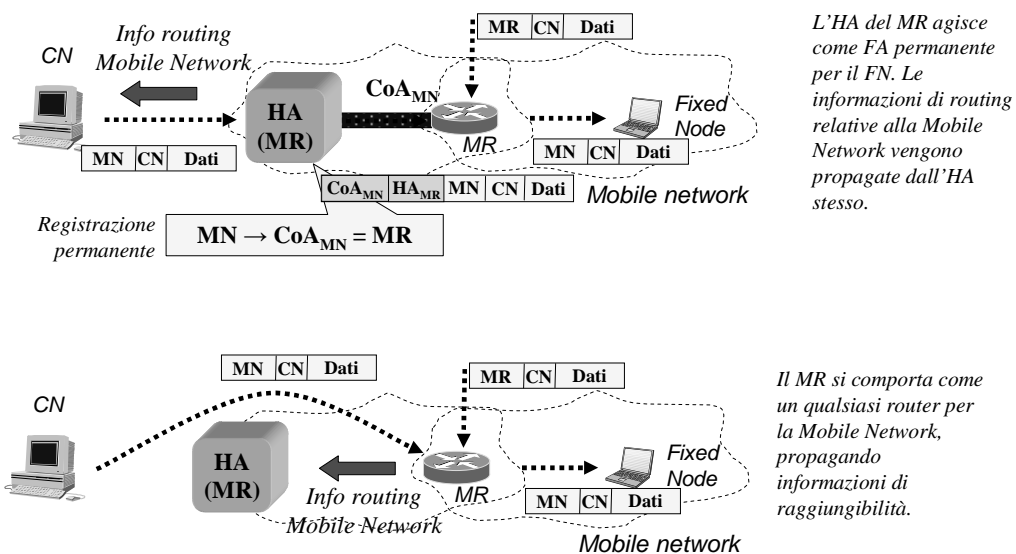 MR CN Dati
Info routing
Mobile Network
CN
CoA_MN
HA
(MR)
MR
Fixed
Node
MN CN Dati
MN CN Dati
CoA_MN HA_MR MN CN Dati
Mobile network
Registrazione
permanente
MN → CoA_MN = MR
L'HA del MR agisce
come FA permanente
per il FN. Le
informazioni di routing
relative alla Mobile
Network vengono
propagate dall'HA
stesso.
MN CN Dati
MR CN Dati
CN
HA
(MR)
Info routing
Mobile Network
MR
Fixed
Node
MN CN Dati
Mobile network
Il MR si comporta come
un qualsiasi router per
la Mobile Network,
propagando
informazioni di
raggiungibilità.